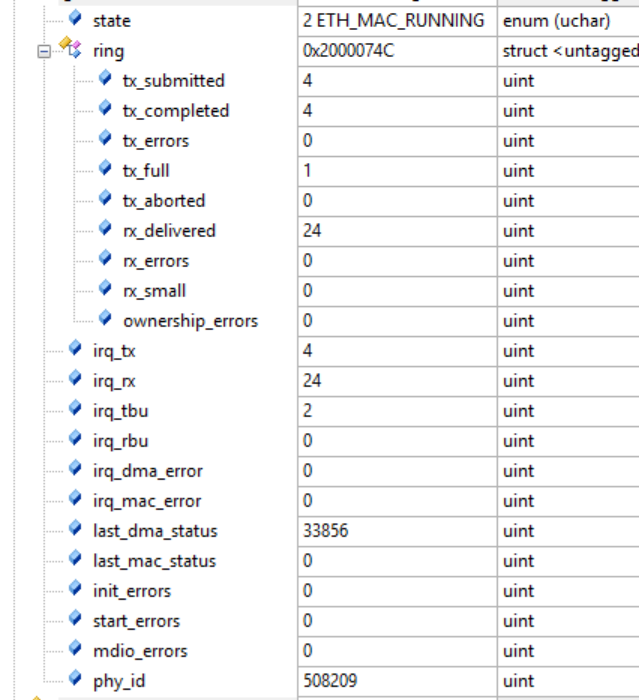 state 2 ETH_MAC_RUNNING enum (uchar)
ring 0x2000074C struct <untagged
tx_submitted 4 uint
tx_completed 4 uint
tx_errors 0 uint
tx_full 1 uint
tx_aborted 0 uint
rx_delivered 24 uint
rx_errors 0 uint
rx_small 0 uint
ownership_errors 0 uint
irq_tx 4 uint
irq_rx 24 uint
irq_tbu 2 uint
irq_rbu 0 uint
irq_dma_error 0 uint
irq_mac_error 0 uint
last_dma_status 33856 uint
last_mac_status 0 uint
init_errors 0 uint
start_errors 0 uint
mdio_errors 0 uint
phy_id 508209 uint